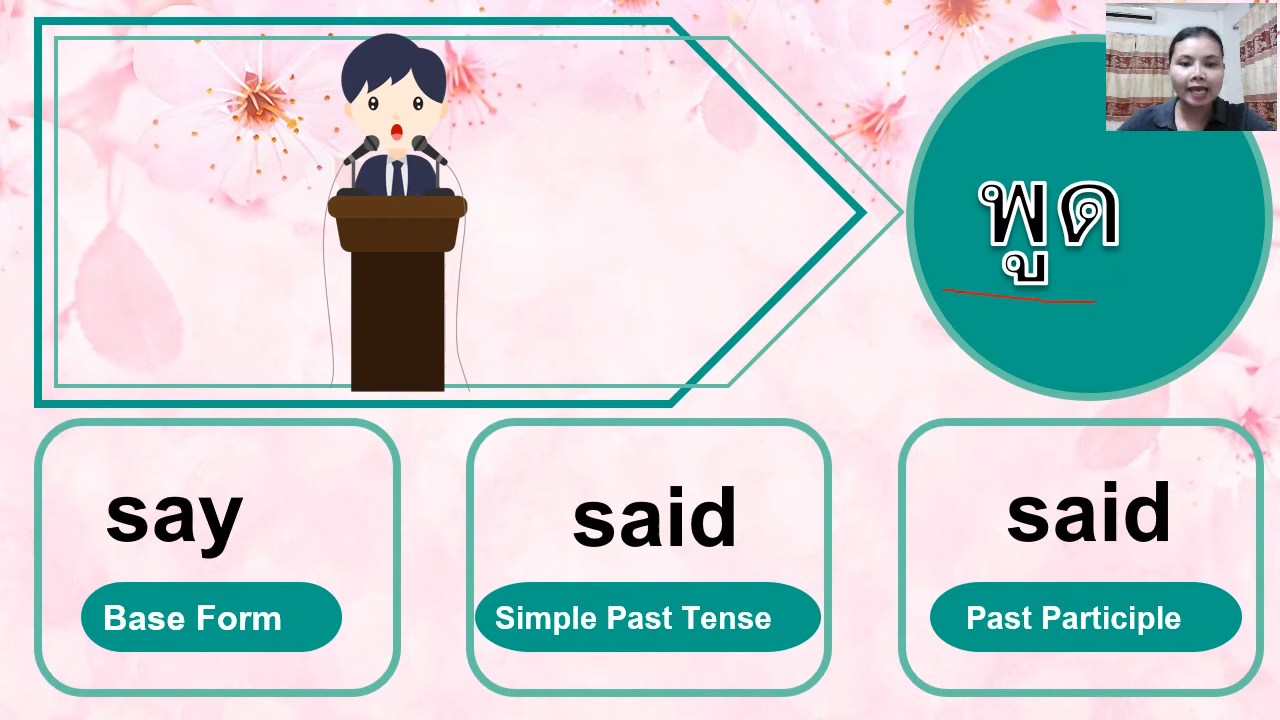 พูด
say
said
said
Base Form
Simple Past Tense
Past Participle